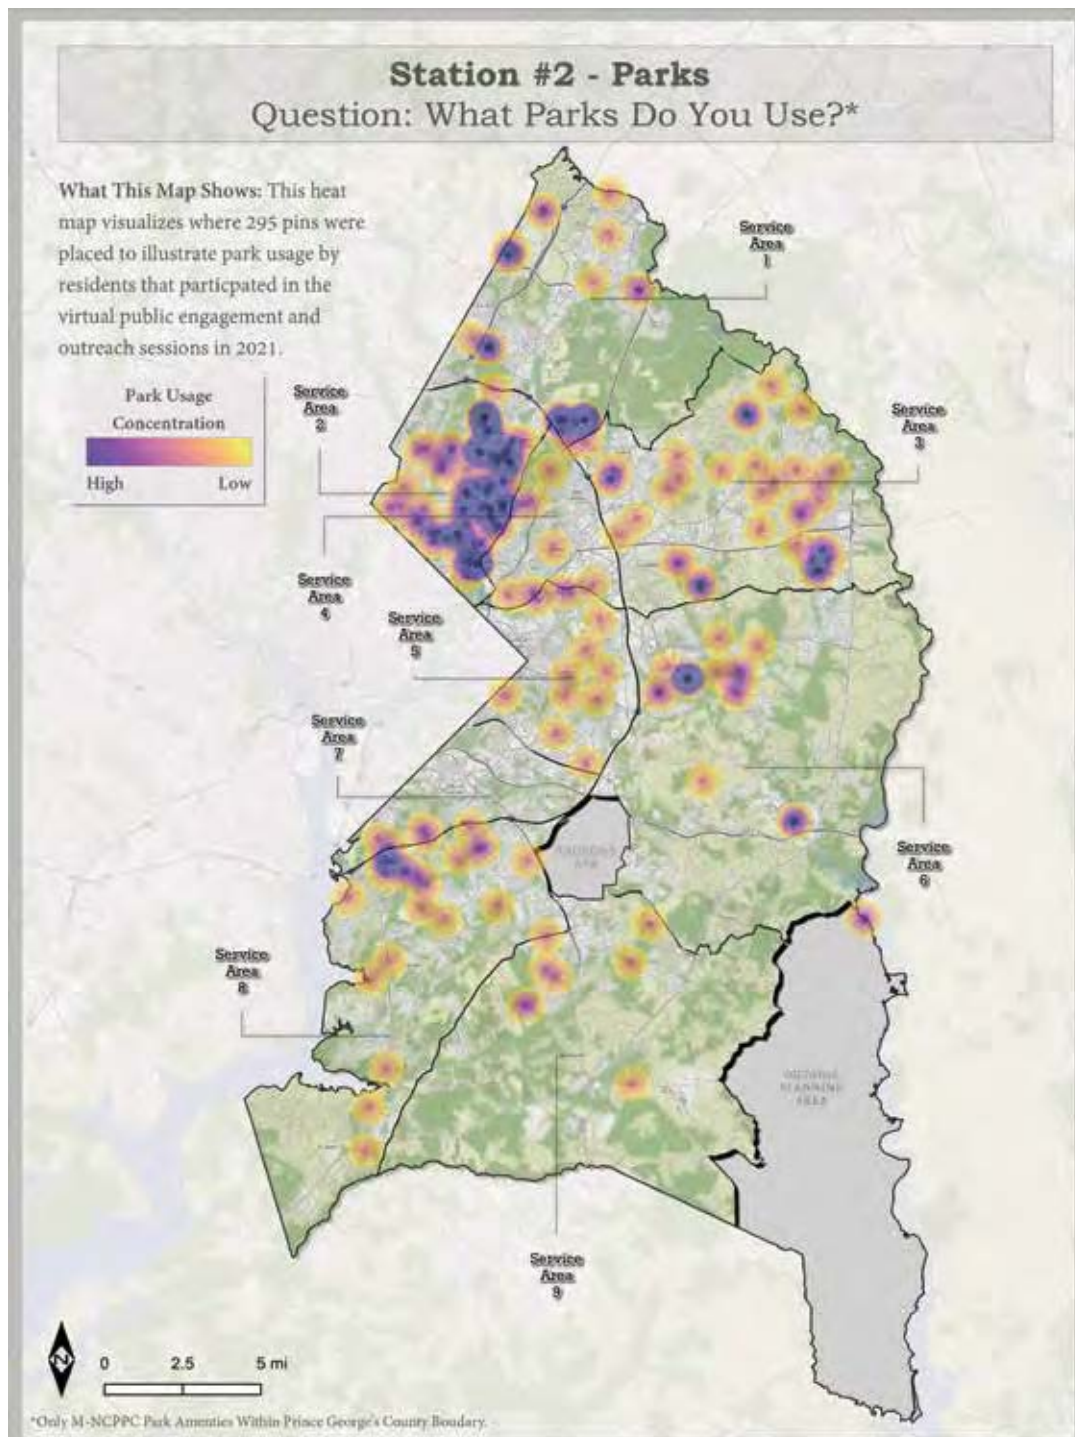 Station #2 - Parks
Question: What Parks Do You Use?*
What This Map Shows: This heat
map visualizes where 295 pins were
placed to illustrate park usage by
residents that particpated in the
virtual public engagement and
outreach sessions in 2021.
Park Usage
Concentration
High Low
Service
Area
1
Service
Area
2
Service
Area
3
Service
Area
4
Service
Area
5
Service
Area
7
Service
Area
6
Service
Area
8
Service
Area
9
PLANNING
AREA
N
0 2.5 5 mi
*Only M-NCPPC Park Amenties Within Prince George's County Boudary.